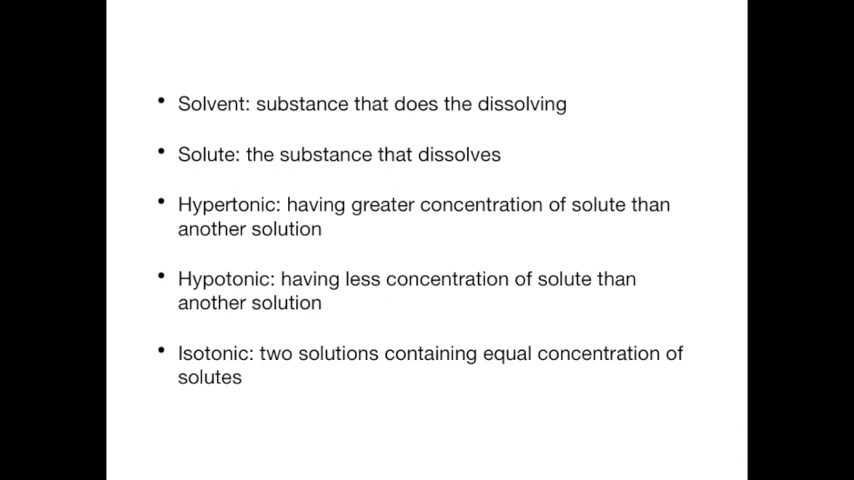 • Solvent: substance that does the dissolving
• Solute: the substance that dissolves
• Hypertonic: having greater concentration of solute than
another solution
• Hypotonic: having less concentration of solute than
another solution
• Isotonic: two solutions containing equal concentration of
solutes